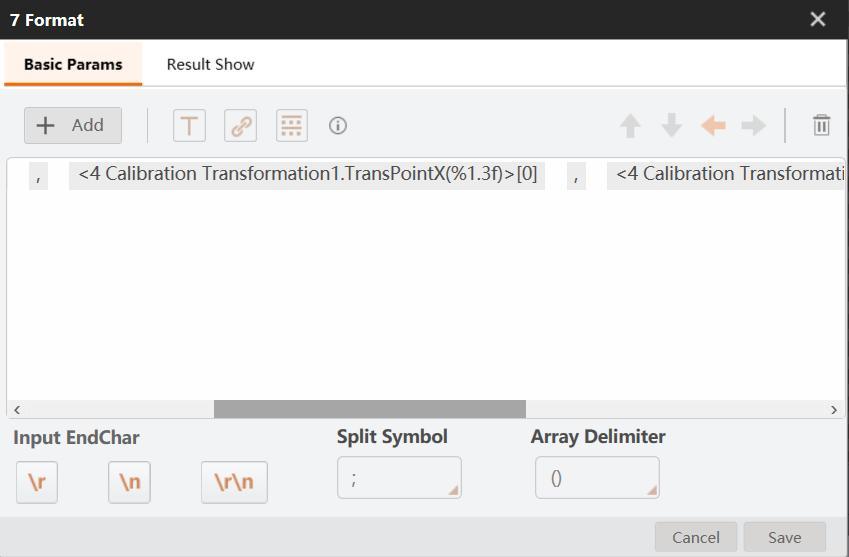 7 Format
Basic Params Result Show
Add
, <4 Calibration Transformation1.TransPointX(%1.3f)>[0] , <4 Calibration Transformati
Input EndChar Split Symbol Array Delimiter
\r \n \r\n ; ()
Cancel Save